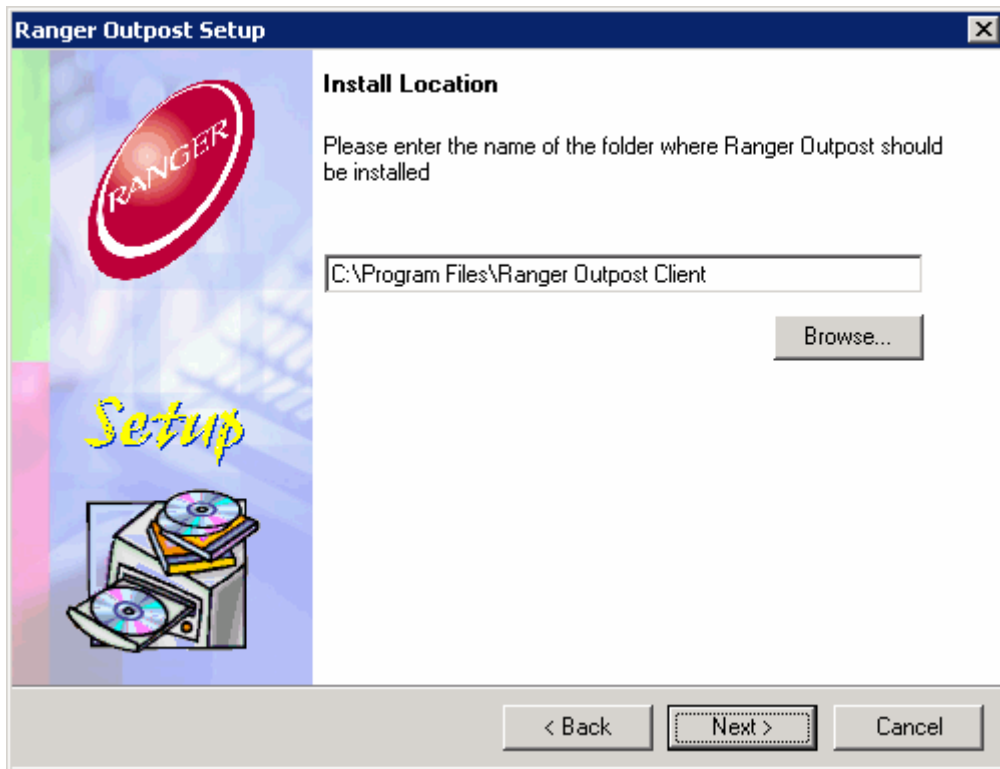 Ranger Outpost Setup
RANGER
Setup
Install Location
Please enter the name of the folder where Ranger Outpost should
be installed
C:\Program Files\Ranger Outpost Client
Browse...
< Back
Next >
Cancel